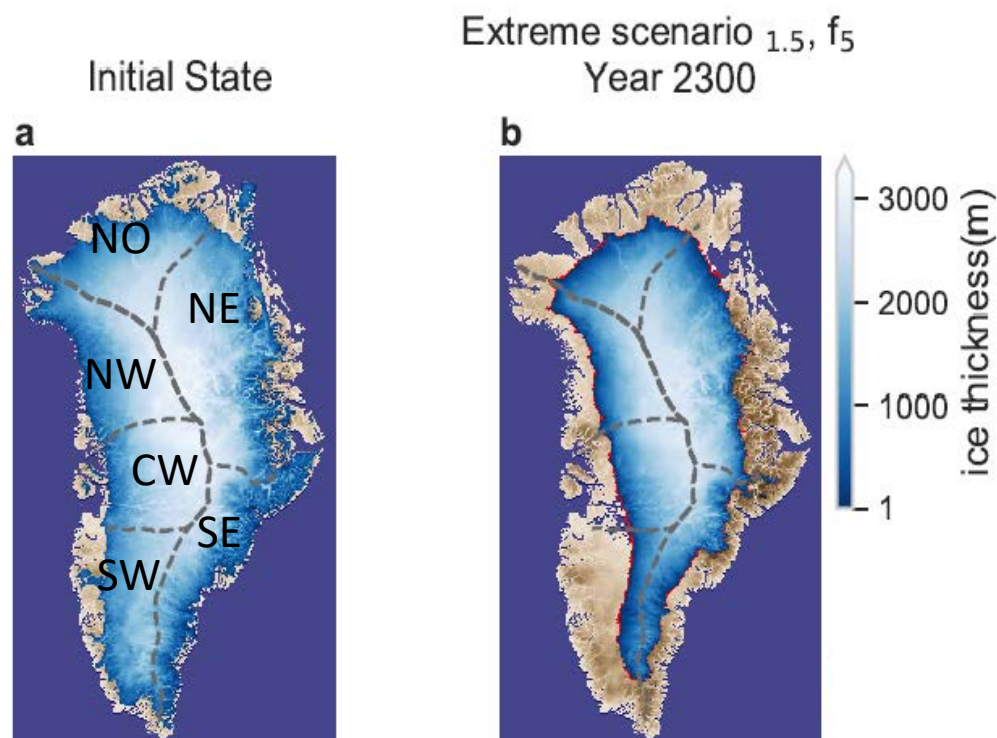 Initial State
Extreme scenario 1.5, f5
Year 2300
a
b
NO
NE
NW
CW
SE
SW
3000
2000
1000
1
ice thickness(m)